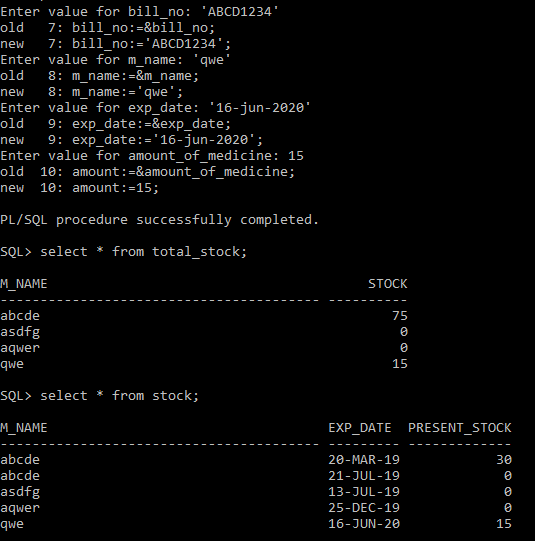 Enter value for bill_no: 'ABCD1234'
old   7: bill_no:=&bill_no;
new   7: bill_no:='ABCD1234';
Enter value for m_name: 'qwe'
old   8: m_name:=&m_name;
new   8: m_name:='qwe';
Enter value for exp_date: '16-jun-2020'
old   9: exp_date:=&exp_date;
new   9: exp_date:='16-jun-2020';
Enter value for amount_of_medicine: 15
old  10: amount:=&amount_of_medicine;
new  10: amount:=15;
PL/SQL procedure successfully completed.
SQL> select * from total_stock;
M_NAME                                        STOCK
---------------------------------------- ----------
abcde                                            75
asdfg                                             0
aqwer                                             0
qwe                                              15
SQL> select * from stock;
M_NAME                                   EXP_DATE  PRESENT_STOCK
---------------------------------------- --------- -------------
abcde                                    20-MAR-19            30
abcde                                    21-JUL-19             0
asdfg                                    13-JUL-19             0
aqwer                                    25-DEC-19             0
qwe                                      16-JUN-20            15